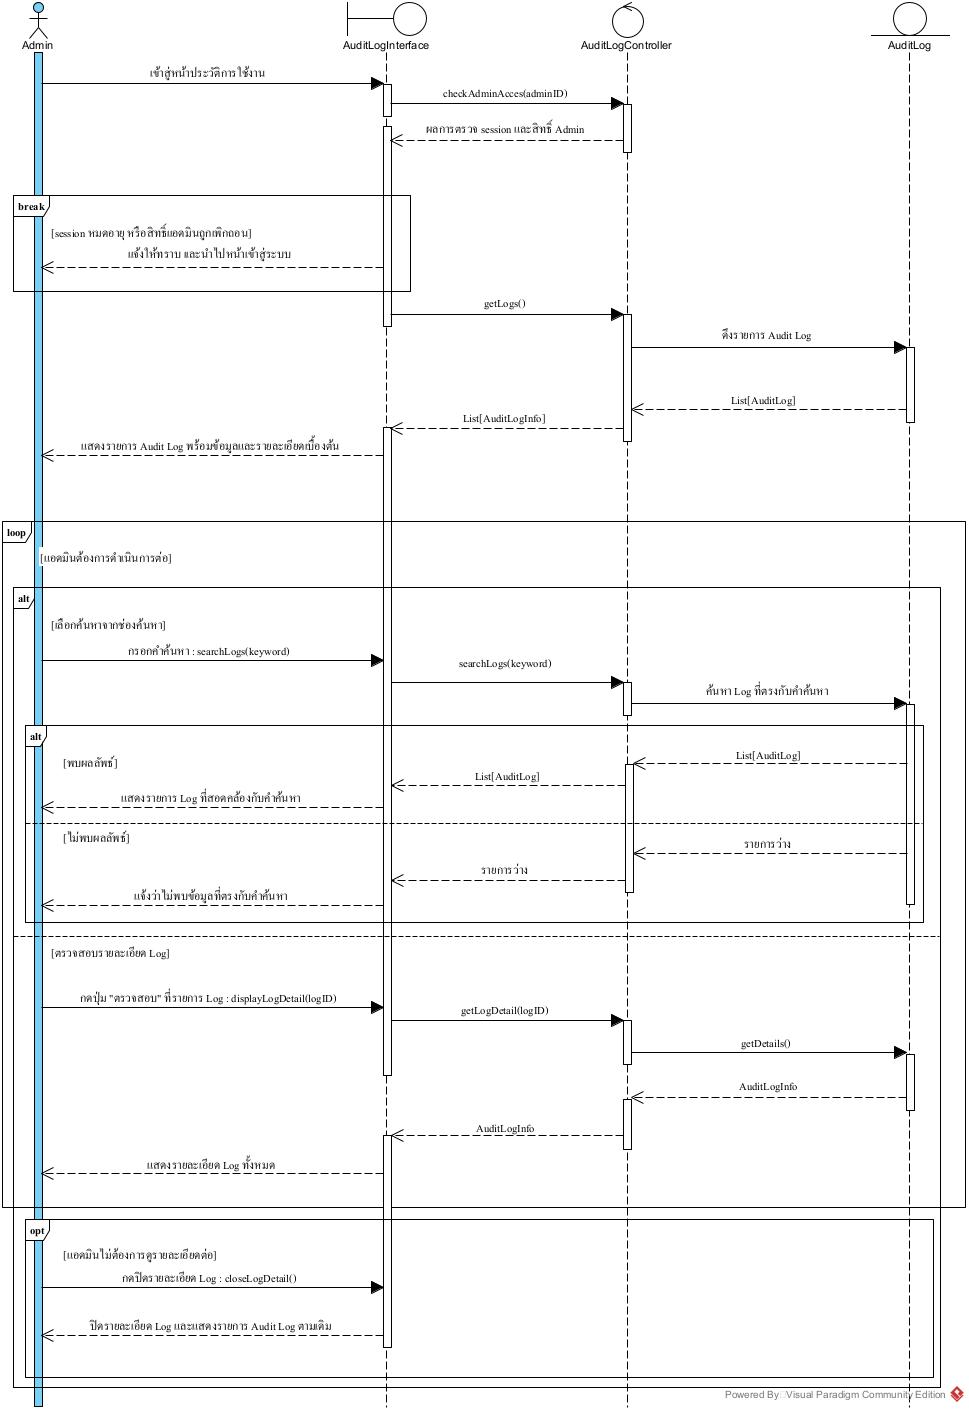 Admin
AuditLogInterface
AuditLogController
AuditLog
เข้าสู่หน้าประวัติการใช้งาน
checkAdminAcces(adminID)
ผลการตรวจ session และสิทธิ์ Admin
break
[session หมดอายุ หรือสิทธิ์แอดมินถูกเพิกถอน]
แจ้งให้ทราบ และนำไปหน้าเข้าสู่ระบบ
getLogs()
ดึงรายการ Audit Log
List[AuditLog]
List[AuditLogInfo]
แสดงรายการ Audit Log พร้อมข้อมูลและรายละเอียดเบื้องต้น
loop
[แอดมินต้องการดำเนินการต่อ]
alt
[เลือกค้นหาจากช่องค้นหา]
กรอกคำค้นหา : searchLogs(keyword)
searchLogs(keyword)
ค้นหา Log ที่ตรงกับคำค้นหา
alt
[พบผลลัพธ์]
List[AuditLog]
List[AuditLog]
แสดงรายการ Log ที่สอดคล้องกับคำค้นหา
[ไม่พบผลลัพธ์]
รายการว่าง
รายการว่าง
แจ้งว่าไม่พบข้อมูลที่ตรงกับคำค้นหา
[ตรวจสอบรายละเอียด Log]
กดปุ่ม "ตรวจสอบ" ที่รายการ Log : displayLogDetail(logID)
getLogDetail(logID)
getDetails()
AuditLogInfo
AuditLogInfo
แสดงรายละเอียด Log ทั้งหมด
opt
[แอดมินไม่ต้องการดูรายละเอียดต่อ]
กดปิดรายละเอียด Log : closeLogDetail()
ปิดรายละเอียด Log และแสดงรายการ Audit Log ตามเดิม
Powered By Visual Paradigm Community Edition